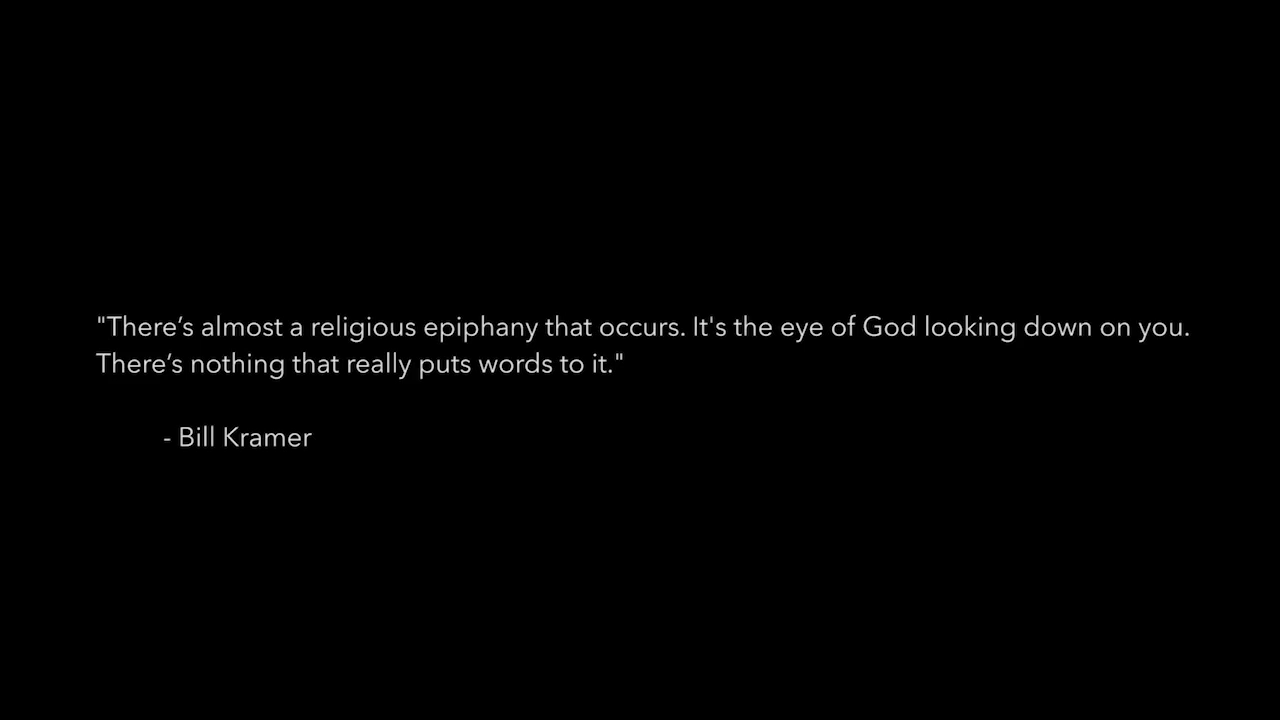 "There’s almost a religious epiphany that occurs. It's the eye of God looking down on you.
There’s nothing that really puts words to it."
- Bill Kramer